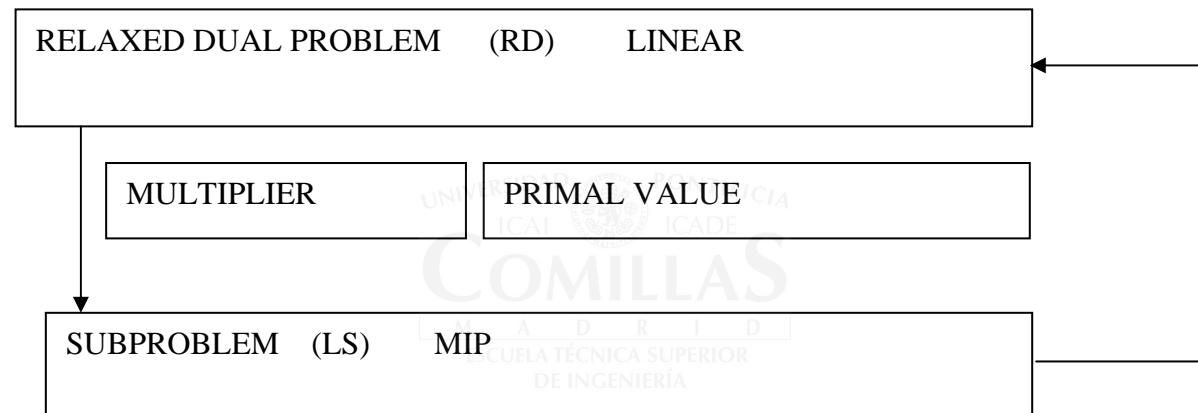 RELAXED DUAL PROBLEM (RD) LINEAR
MULTIPLIER
PRIMAL VALUE
UNIVERSIDAD PONTIFICIA
ICAI ICADE
COMILLAS
M A D R I D
SUBPROBLEM (LS) MIP
ESCUELA TÉCNICA SUPERIOR
DE INGENIERÍA